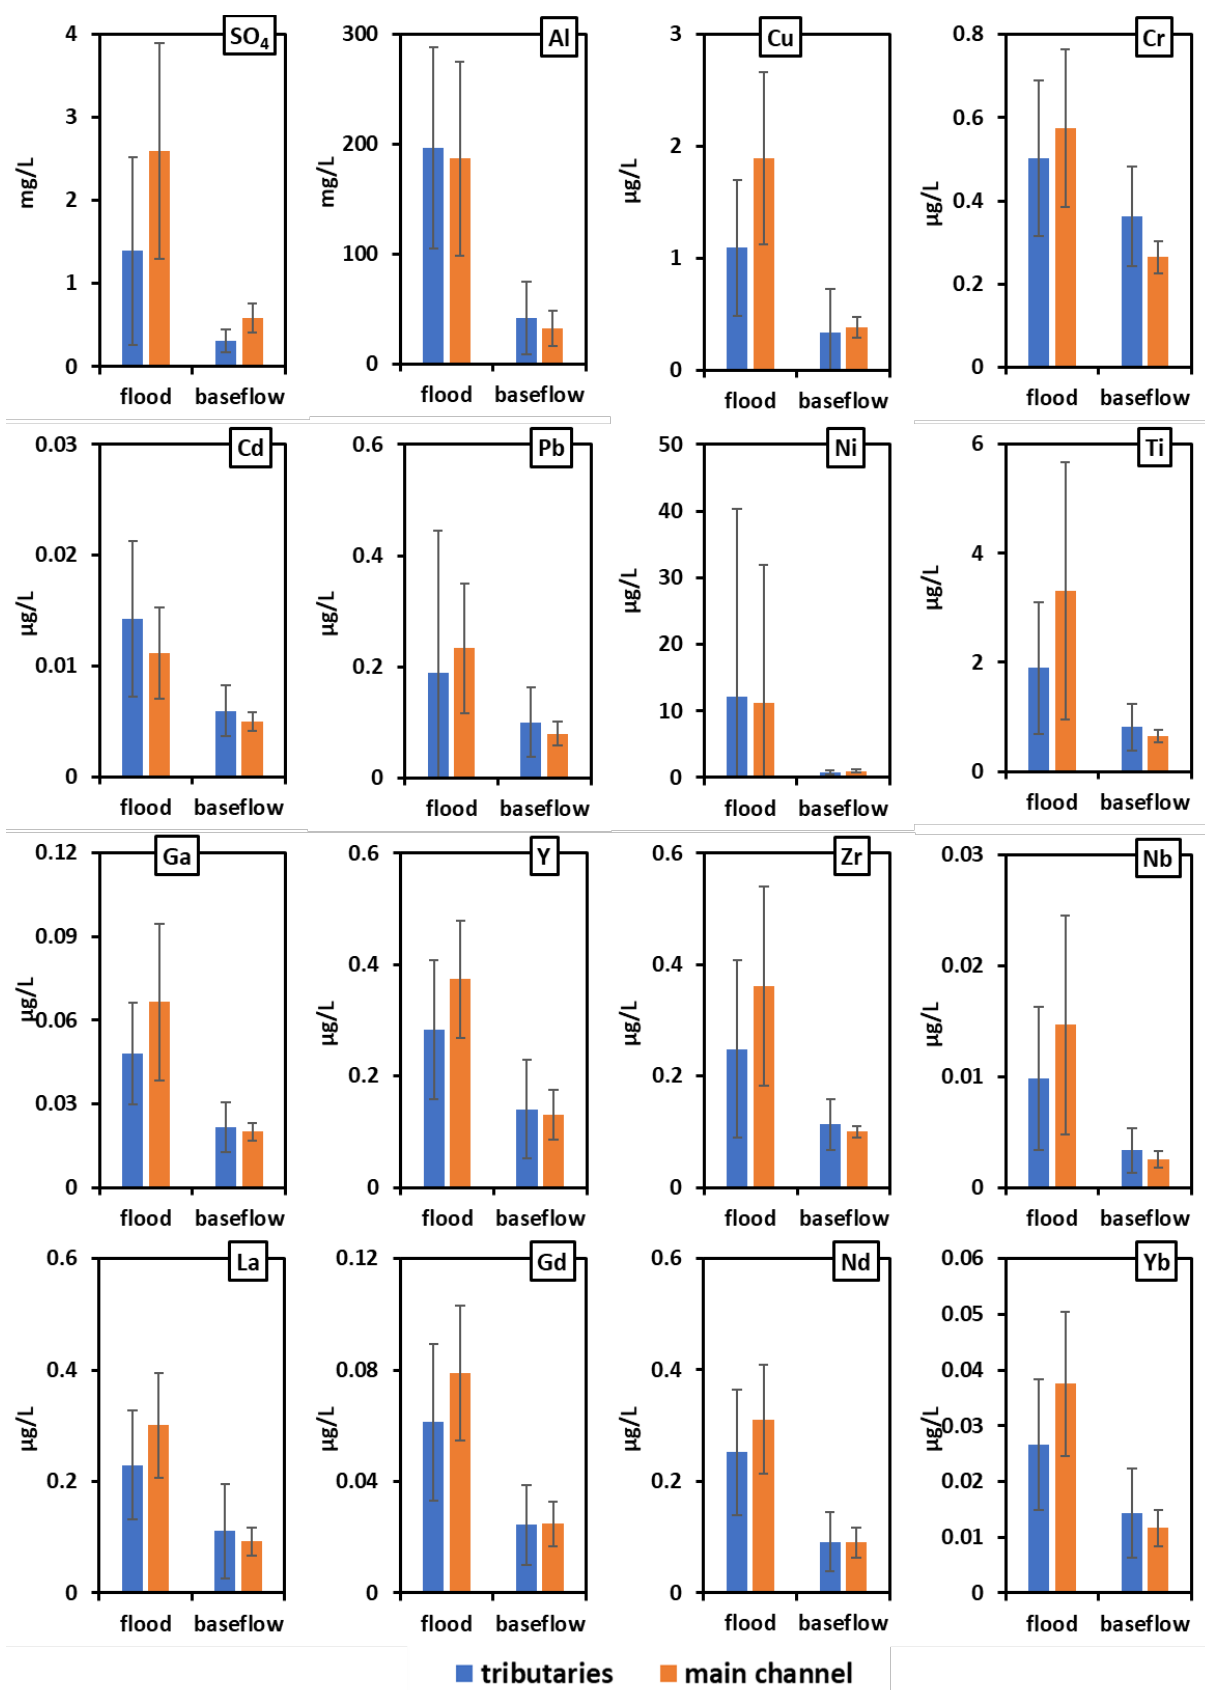 SO4 Al Cu Cr
4 300 3 0.8
3 200 2 0.6
2 100 1 0.4
1 0 0 0.2
0 0
mg/L mg/L µg/L µg/L
flood baseflow flood baseflow flood baseflow flood baseflow
Cd Pb Ni Ti
0.03 0.6 50 6
0.02 0.4 40 4
0.01 0.2 30 2
0 0 20 0
10
0
µg/L µg/L µg/L µg/L
flood baseflow flood baseflow flood baseflow flood baseflow
Ga Y Zr Nb
0.12 0.6 0.6 0.03
0.09 0.4 0.4 0.02
0.06 0.2 0.2 0.01
0.03 0 0 0
0
µg/L µg/L µg/L µg/L
flood baseflow flood baseflow flood baseflow flood baseflow
La Gd Nd Yb
0.6 0.12 0.6 0.06
0.4 0.08 0.4 0.05
0.2 0.04 0.2 0.04
0 0 0 0.03
0.02
0.01
0
µg/L µg/L µg/L µg/L
flood baseflow flood baseflow flood baseflow flood baseflow
tributaries main channel